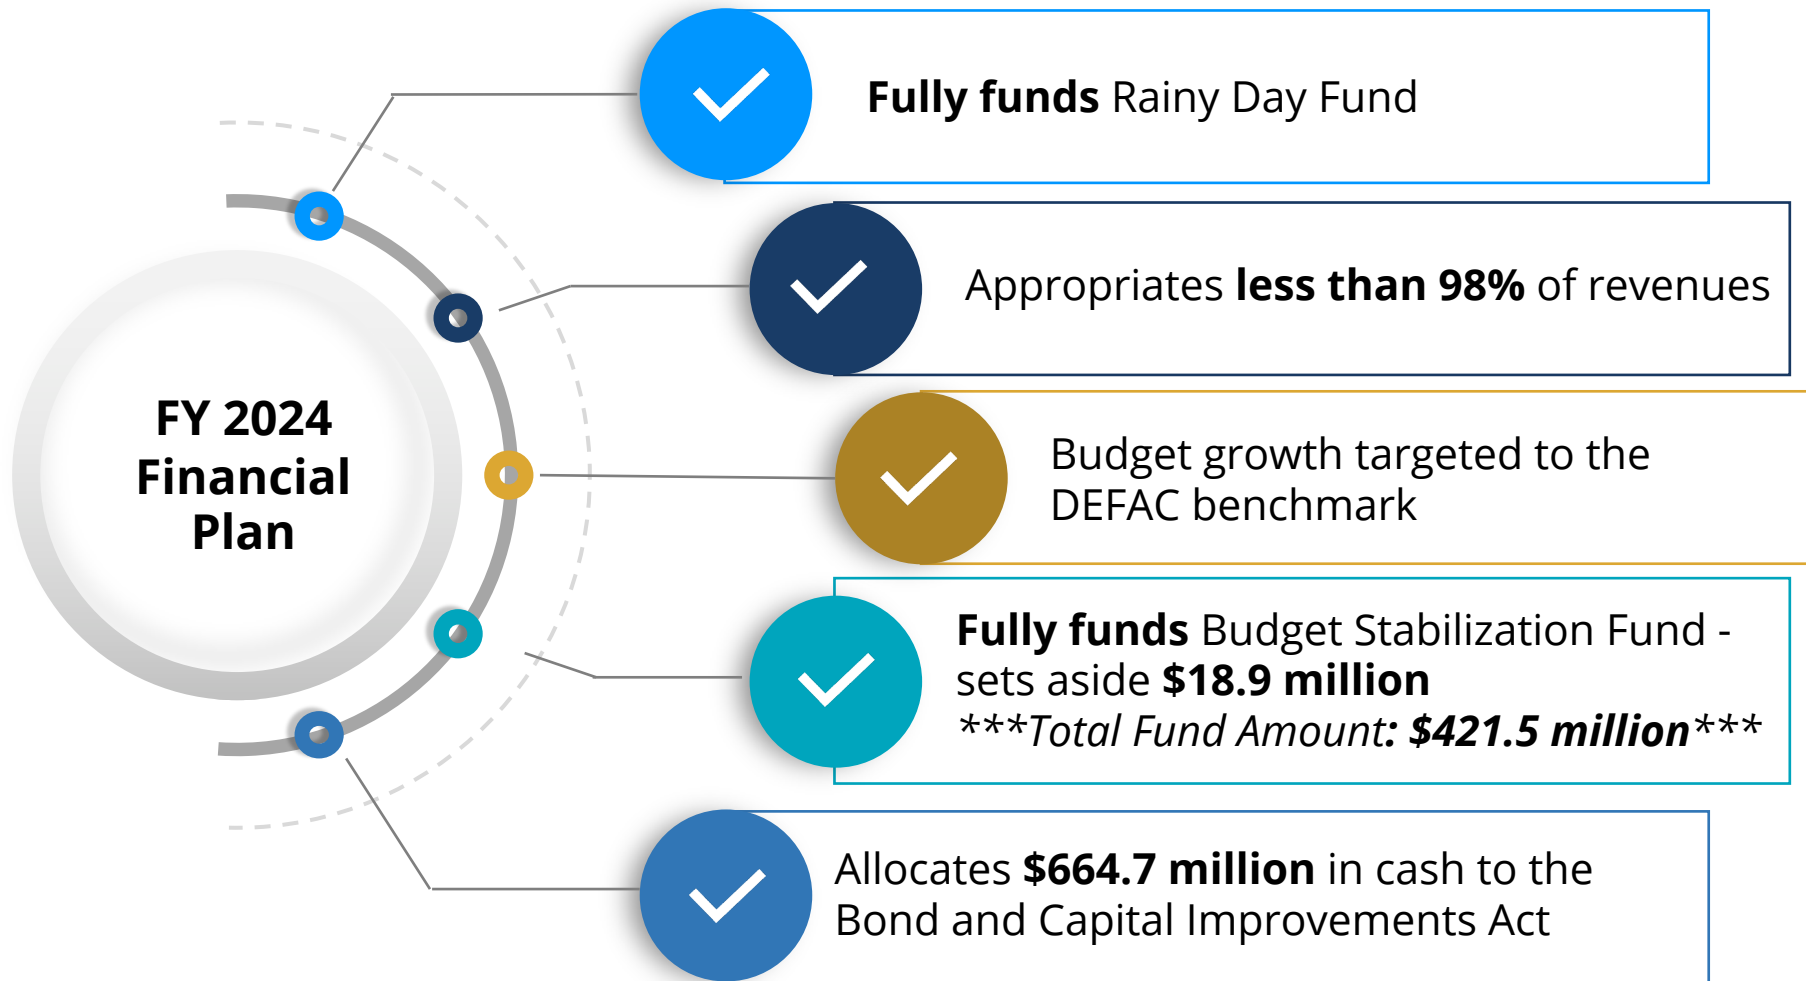 FY 2024
Financial
Plan
Fully funds Rainy Day Fund
Appropriates less than 98% of revenues
Budget growth targeted to the
DEFAC benchmark
Fully funds Budget Stabilization Fund -
sets aside $18.9 million
***Total Fund Amount: $421.5 million***
Allocates $664.7 million in cash to the
Bond and Capital Improvements Act